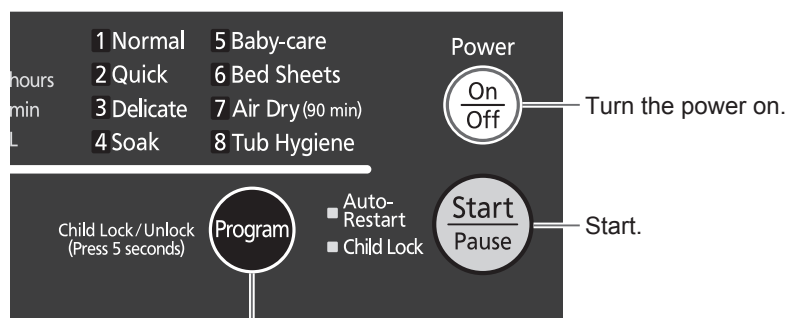 1 Normal 5 Baby-care
hours 2 Quick 6 Bed Sheets
min 3 Delicate 7 Air Dry (90 min)
L 4 Soak 8 Tub Hygiene
Power
On
Off
Turn the power on.
Child Lock/Unlock
(Press 5 seconds)
Program
Auto-
Restart
Child Lock
Start
Pause
Start.